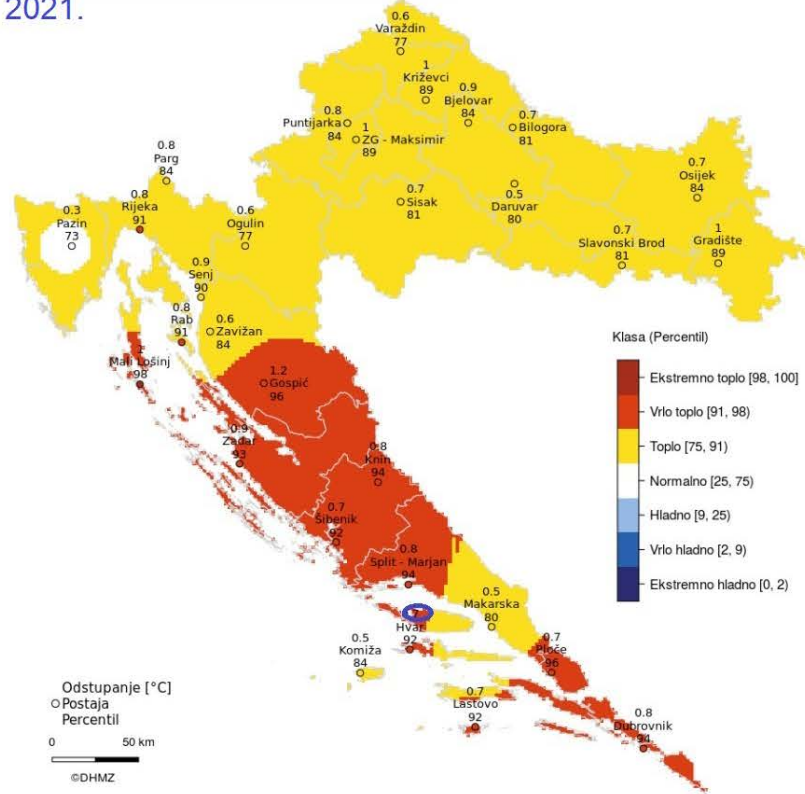 2021.
0.6
Varaždin
77
1
Križevci
89
0.9
Bjelovar
84
0.8
Puntijarka
84
1
ZG - Maksimir
89
0.7
Bilogora
81
0.8
Parg
84
0.7
Osijek
84
0.8
Rijeka
91
0.3
Pazin
73
0.6
Ogulin
77
0.7
Sisak
81
0.5
Daruvar
80
0.7
Slavonski Brod
81
1
Gradište
89
0.9
Senj
90
0.8
Rab
91
0.6
Zavižan
84
1
Mali Lošinj
98
1.2
Gospić
96
0.9
Zadar
93
0.8
Knin
94
0.7
Šibenik
92
0.8
Split - Marjan
94
0.5
Makarska
80
Hvar
92
0.5
Komiža
84
0.7
Ploče
96
0.7
Lastovo
92
0.8
Dubrovnik
94
Klasa (Percentil)
Ekstremno toplo [98, 100]
Vrlo toplo [91, 98)
Toplo [75, 91)
Normalno [25, 75)
Hladno [9, 25)
Vrlo hladno [2, 9)
Ekstremno hladno [0, 2)
Odstupanje [°C]
Postaja
Percentil
0 50 km
©DHMZ